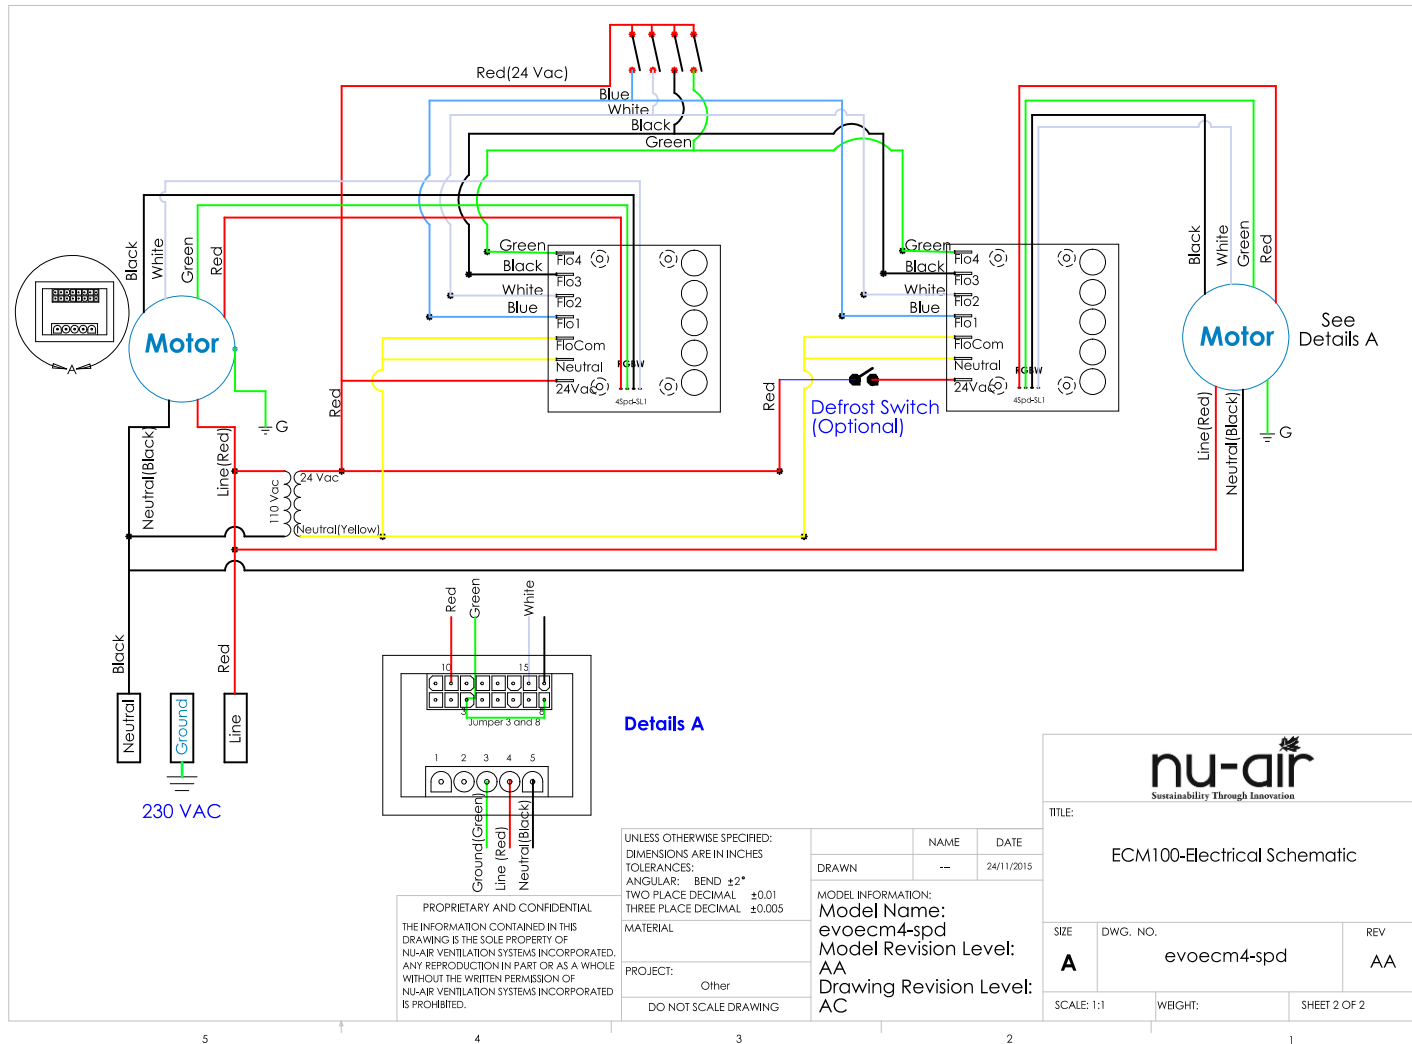 Red(24 Vac)
Blue
White
Black
Green
Black
White
Green
Red
Green
Black
White
Blue
Flo4
Flo3
Flo2
Flo1
FloCom
Neutral
24Vac
RGBW
4Spd-SL1
Green
Black
White
Blue
Flo4
Flo3
Flo2
Flo1
FloCom
Neutral
24Vac
RGBW
4Spd-SL1
Black
White
Green
Red
Motor
A
G
Motor
See
Details A
G
Red
Red
Defrost Switch
(Optional)
Neutral(Black)
Line(Red)
110 Vac
24 Vac
Neutral(Yellow)
Line(Red)
Neutral(Black)
Black
Red
Neutral
Ground
Line
230 VAC
Red
Green
White
10
15
3
8
Jumper 3 and 8
1 2 3 4 5
Ground(Green)
Line (Red)
Neutral(Black)
Details A
PROPRIETARY AND CONFIDENTIAL
THE INFORMATION CONTAINED IN THIS
DRAWING IS THE SOLE PROPERTY OF
NU-AIR VENTILATION SYSTEMS INCORPORATED.
ANY REPRODUCTION IN PART OR AS A WHOLE
WITHOUT THE WRITTEN PERMISSION OF
NU-AIR VENTILATION SYSTEMS INCORPORATED
IS PROHIBITED.
UNLESS OTHERWISE SPECIFIED:
DIMENSIONS ARE IN INCHES
TOLERANCES:
ANGULAR: BEND ±2°
TWO PLACE DECIMAL ±0.01
THREE PLACE DECIMAL ±0.005
MATERIAL
PROJECT:
Other
DO NOT SCALE DRAWING
NAME DATE
DRAWN --- 24/11/2015
MODEL INFORMATION:
Model Name:
evoecm4-spd
Model Revision Level:
AA
Drawing Revision Level:
AC
nu-air
Sustainability Through Innovation
TITLE:
ECM100-Electrical Schematic
SIZE
A
DWG. NO.
evoecm4-spd
REV
AA
SCALE: 1:1
WEIGHT:
SHEET 2 OF 2
5 4 3 2 1